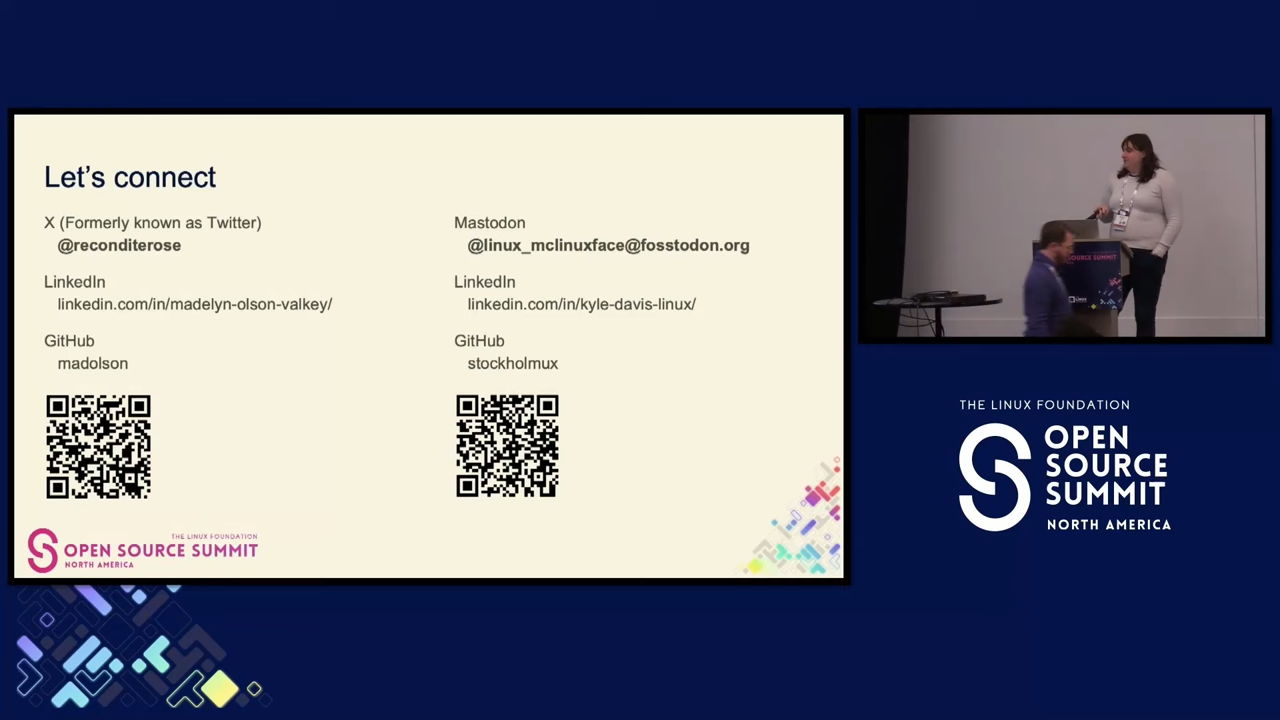 Let’s connect
X (Formerly known as Twitter)
@reconditerose
LinkedIn
linkedin.com/in/madelyn-olson-valkey/
GitHub
madolson
Mastodon
@linux_mclinuxface@fosstodon.org
LinkedIn
linkedin.com/in/kyle-davis-linux/
GitHub
stockholmux
THE LINUX FOUNDATION
OPEN SOURCE SUMMIT
NORTH AMERICA
SOURCE SUMMIT
THE LINUX FOUNDATION
OPEN
SOURCE
SUMMIT
NORTH AMERICA